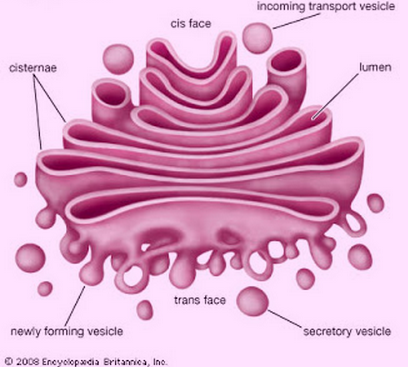 incoming transport vesicle
cis face
cisternae
lumen
trans face
newly forming vesicle
secretory vesicle
© 2008 Encyclopædia Britannica, Inc.